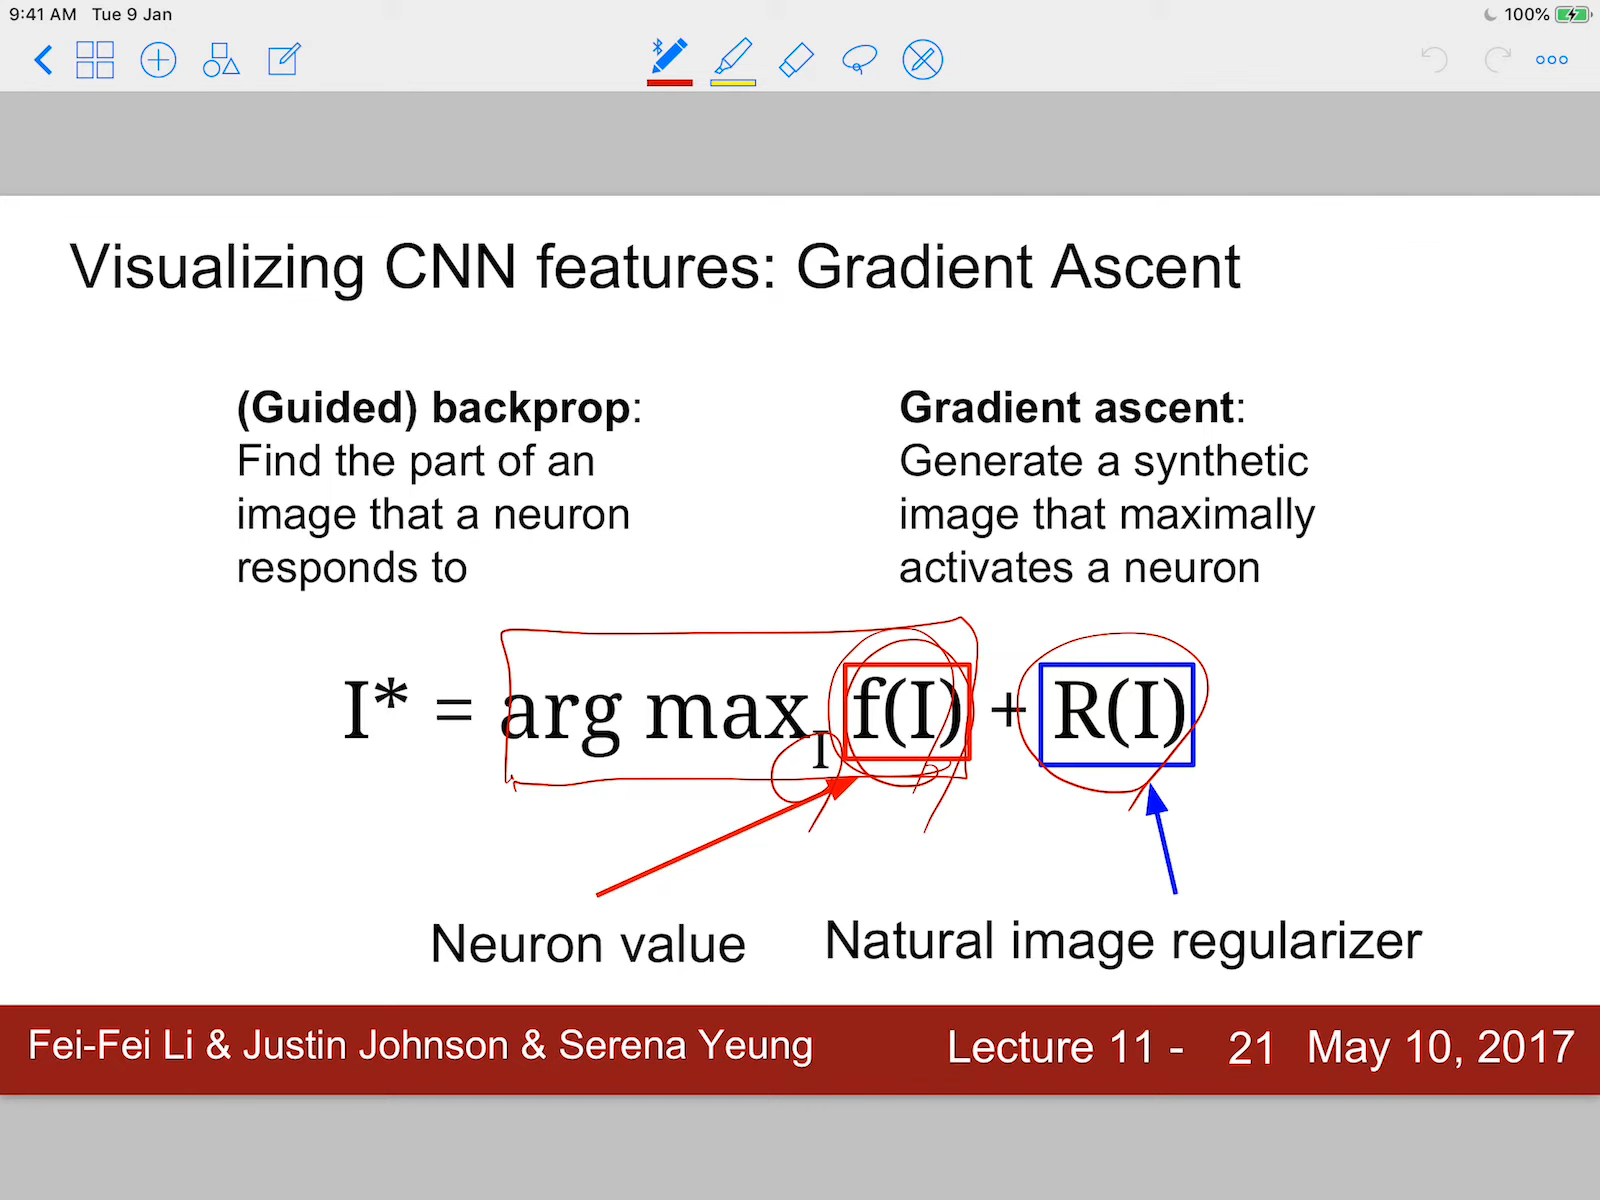 9:41 AM Tue 9 Jan
100%
Visualizing CNN features: Gradient Ascent
(Guided) backprop:
Find the part of an
image that a neuron
responds to
Gradient ascent:
Generate a synthetic
image that maximally
activates a neuron
I* = arg max_I f(I) + R(I)
Neuron value
Natural image regularizer
Fei-Fei Li & Justin Johnson & Serena Yeung
Lecture 11 - 21 May 10, 2017